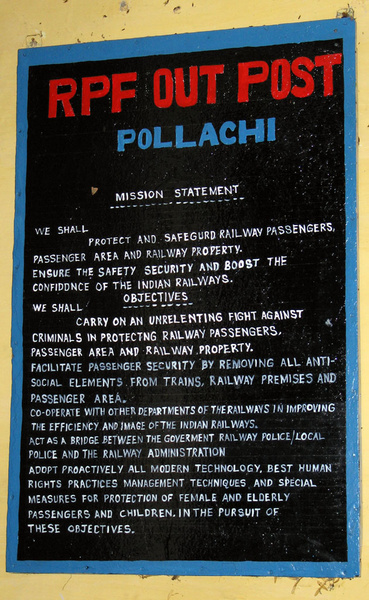 RPF OUT POST
POLLACHI
MISSION STATEMENT
WE SHALL
PROTECT AND SAFEGURD RAILWAY PASSENGERS,
PASSENGER AREA AND RAILWAY PROPERTY.
ENSURE THE SAFETY SECURITY AND BOOST THE
CONFIDDNCE OF THE INDIAN RAILWAYS.
OBJECTIVES
WE SHALL
CARRY ON AN UNRELENTING FIGHT AGAINST
CRIMINALS IN PROTECTNG RAILWAY PASSENGERS,
PASSENGER AREA AND RAILWAY PROPERTY.
FACILITATE PASSENGER SECURITY BY REMOVING ALL ANTI-
SOCIAL ELEMENTS FROM TRAINS, RAILWAY PREMISES AND
PASSENGER AREA.
CO-OPERATE WITH OTHER DEPARTMENTS OF THE RAILWAYS IN IMPROVING
THE EFFICIENCY AND IMAGE OF THE INDIAN RAILWAYS.
ACT AS A BRIDGE BETWEEN THE GOVERMENT RAILWAY POLICE/LOCAL
POLICE AND THE RAILWAY ADMINISTRATION
ADOPT PROACTIVELY ALL MODERN TECHNOLOGY, BEST HUMAN
RIGHTS PRACTICES MANAGEMENT TECHNIQUES AND SPECIAL
MEASURES FOR PROTECTION OF FEMALE AND ELDERLY
PASSENGERS AND CHILDREN, IN THE PURSUIT OF
THESE OBJECTIVES.